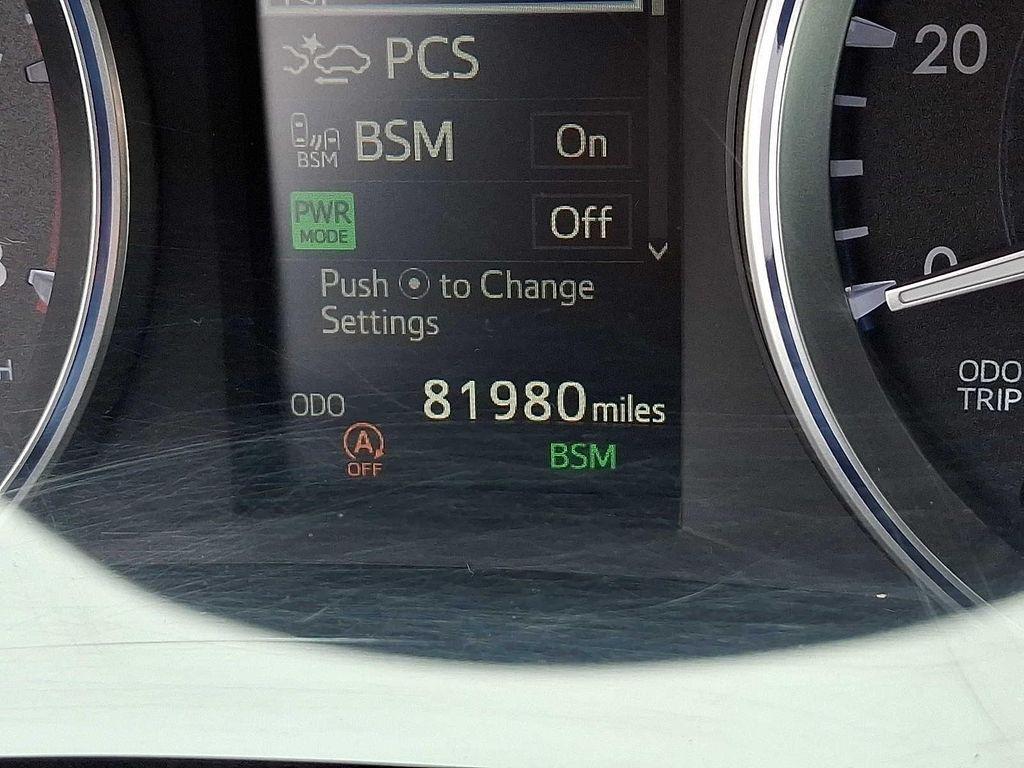 PCS
BSM BSM On
PWR
MODE Off
Push to Change
Settings
ODO 81980 miles
A
OFF
BSM
20
0
ODO
TRIP